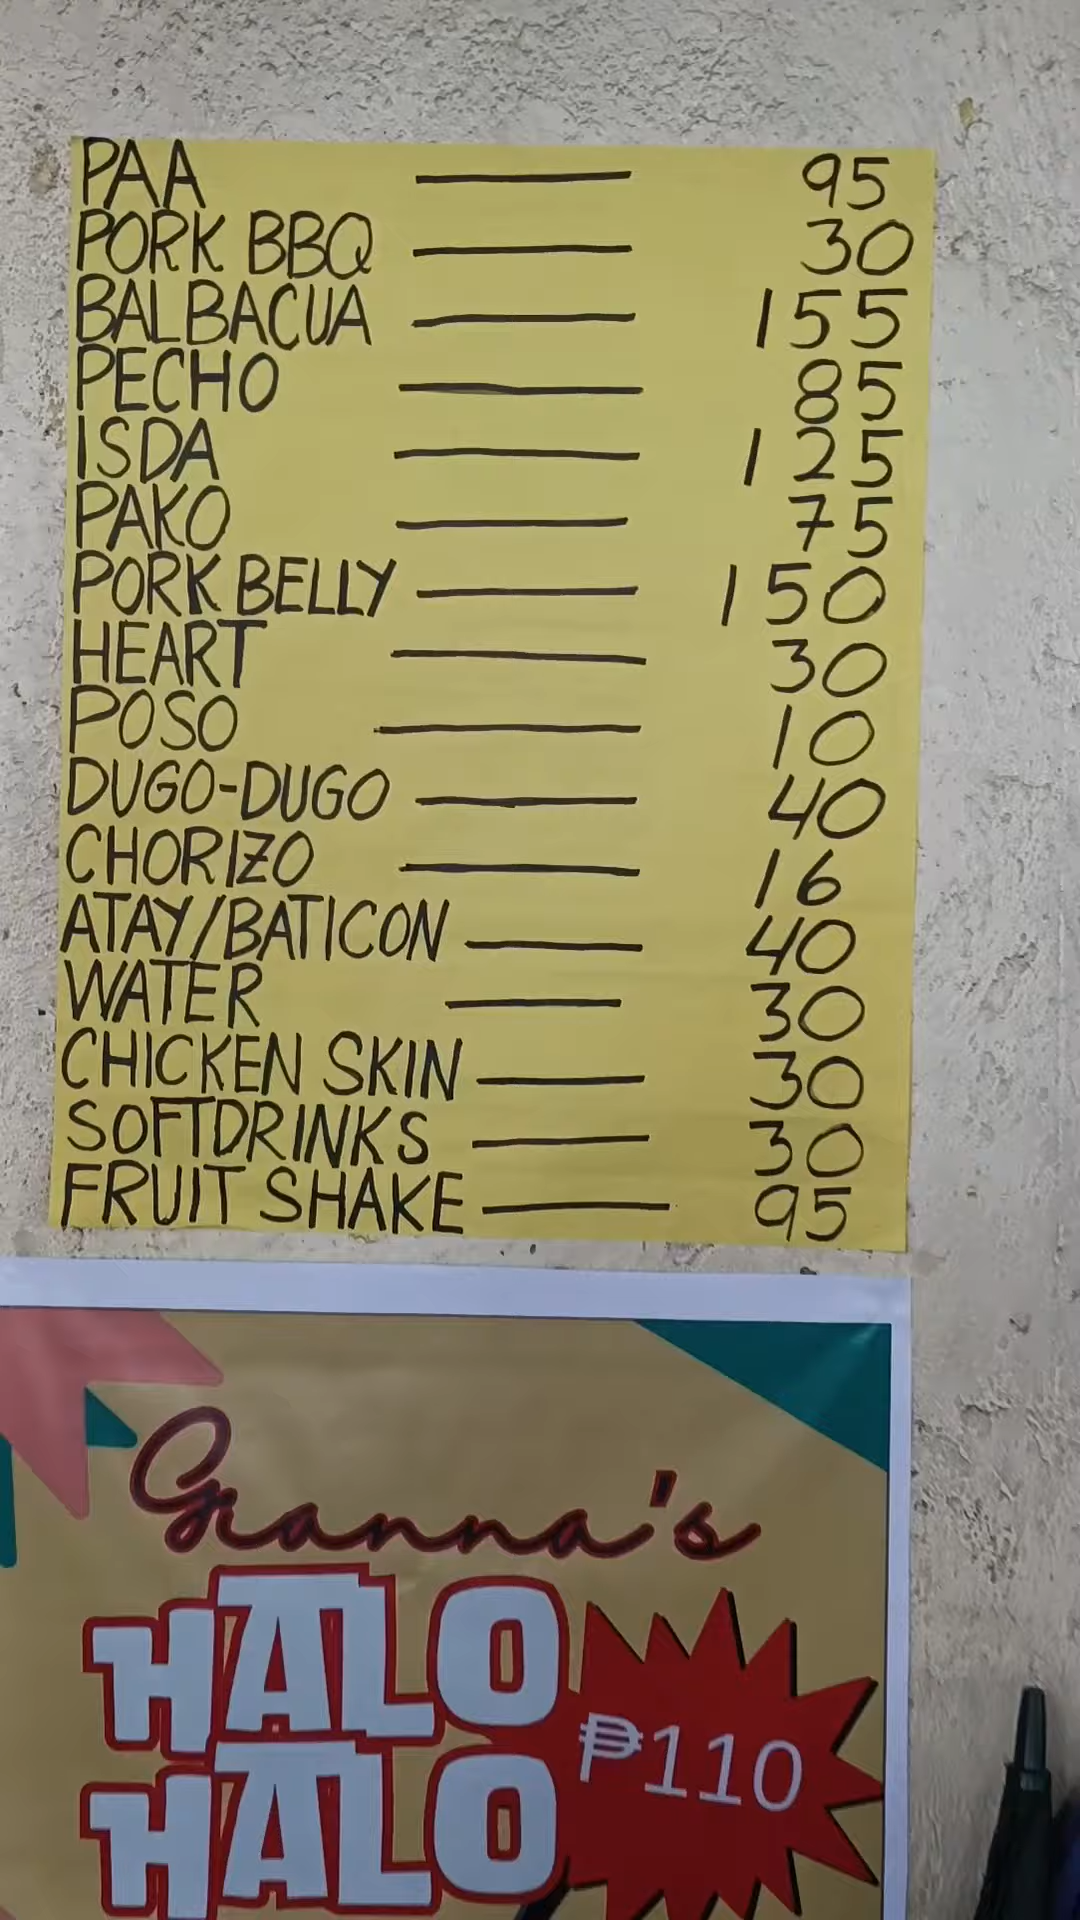 PAA 95
PORK BBQ 30
BALBACUA 155
PECHO 85
ISDA 125
PAKO 75
PORK BELLY 150
HEART 30
POSO 10
DUGO-DUGO 40
CHORIZO 16
ATAY/BATICON 40
WATER 30
CHICKEN SKIN 30
SOFTDRINKS 30
FRUIT SHAKE 95
Gianna's
HALO
HALO
₱110